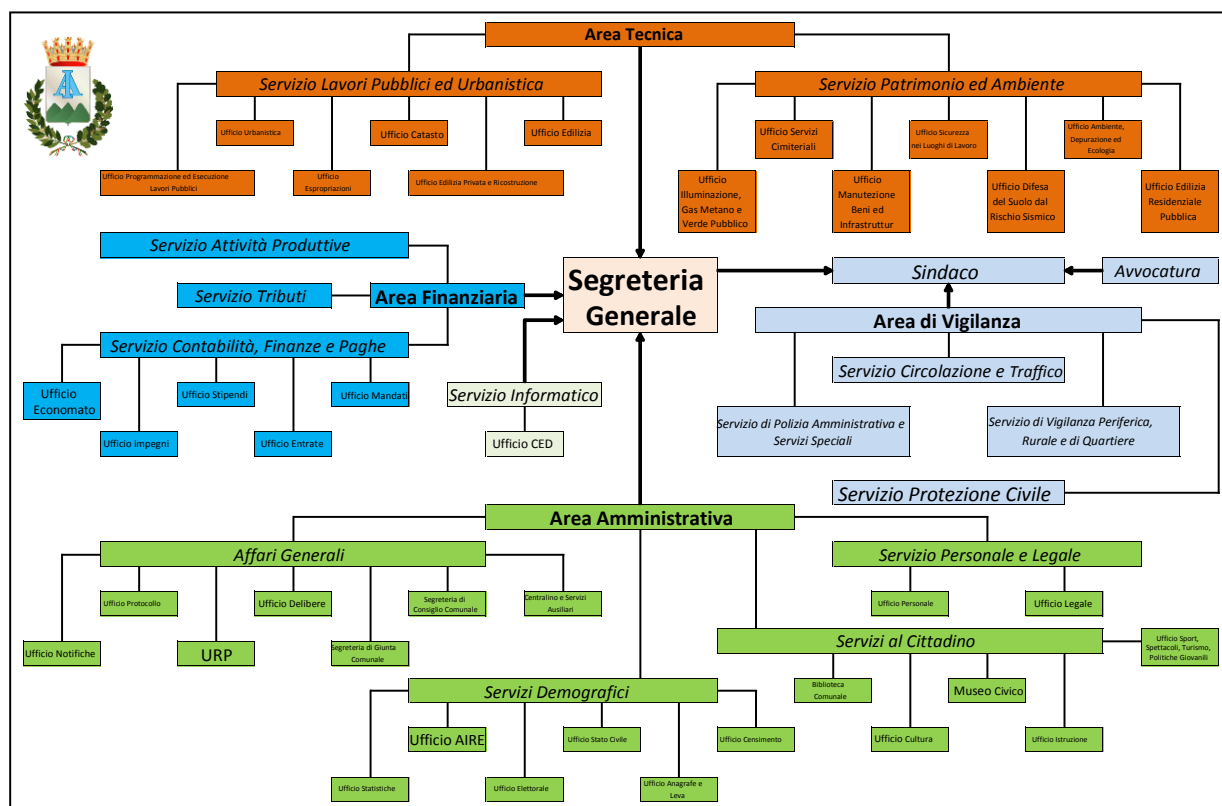 Area Tecnica
Servizio Lavori Pubblici ed Urbanistica
Servizio Patrimonio ed Ambiente
Ufficio Urbanistica
Ufficio Catasto
Ufficio Edilizia
Ufficio Programmazione ed Esecuzione
Lavori Pubblici
Ufficio
Espropriazioni
Ufficio Edilizia Privata e Ricostruzione
Ufficio Servizi
Cimiteriali
Ufficio Sicurezza
nei Luoghi di Lavoro
Ufficio Ambiente,
Depurazione ed
Ecologia
Ufficio
Illuminazione,
Gas Metano e
Verde Pubblico
Ufficio
Manutezione
Beni ed
Infrastruttur
Ufficio Difesa
del Suolo dal
Rischio Sismico
Ufficio Edilizia
Residenziale
Pubblica
Servizio Attività Produttive
Servizio Tributi
Area Finanziaria
Servizio Contabilità, Finanze e Paghe
Ufficio
Economato
Ufficio Stipendi
Ufficio Mandati
Ufficio Impegni
Ufficio Entrate
Segreteria
Generale
Servizio Informatico
Ufficio CED
Sindaco
Avvocatura
Area di Vigilanza
Servizio Circolazione e Traffico
Servizio di Polizia Amministrativa e
Servizi Speciali
Servizio di Vigilanza Periferica,
Rurale e di Quartiere
Servizio Protezione Civile
Area Amministrativa
Affari Generali
Ufficio Protocollo
Ufficio Delibere
Segreteria di
Consiglio Comunale
Centralino e Servizi
Ausiliari
Ufficio Notifiche
URP
Segreteria di Giunta
Comunale
Servizio Personale e Legale
Ufficio Personale
Ufficio Legale
Servizi al Cittadino
Ufficio Sport,
Spettacoli, Turismo,
Politiche Giovanili
Biblioteca
Comunale
Museo Civico
Ufficio Cultura
Ufficio Istruzione
Servizi Demografici
Ufficio AIRE
Ufficio Stato Civile
Ufficio Censimento
Ufficio Statistiche
Ufficio Elettorale
Ufficio Anagrafe e
Leva